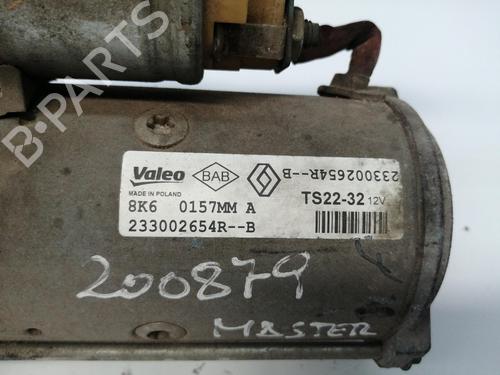 B-PARTS
Valeo
BAB
MADE IN POLAND
8K6 0157MM A
233002654R--B
TS22-32 12V
233002654R--B
200879
MASTER